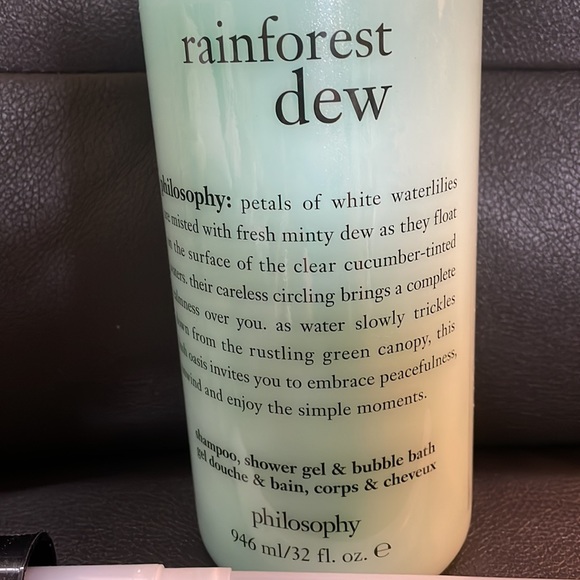 rainforest
dew
philosophy: petals of white waterlilies
misted with fresh minty dew as they float
the surface of the clear cucumber-tinted
their careless circling brings a complete
over you. as water slowly trickles
from the rustling green canopy, this
oasis invites you to embrace peacefulness,
unwind and enjoy the simple moments.
shampoo, shower gel & bubble bath
gel douche & bain, corps & cheveux
philosophy
946 ml/32 fl. oz. e